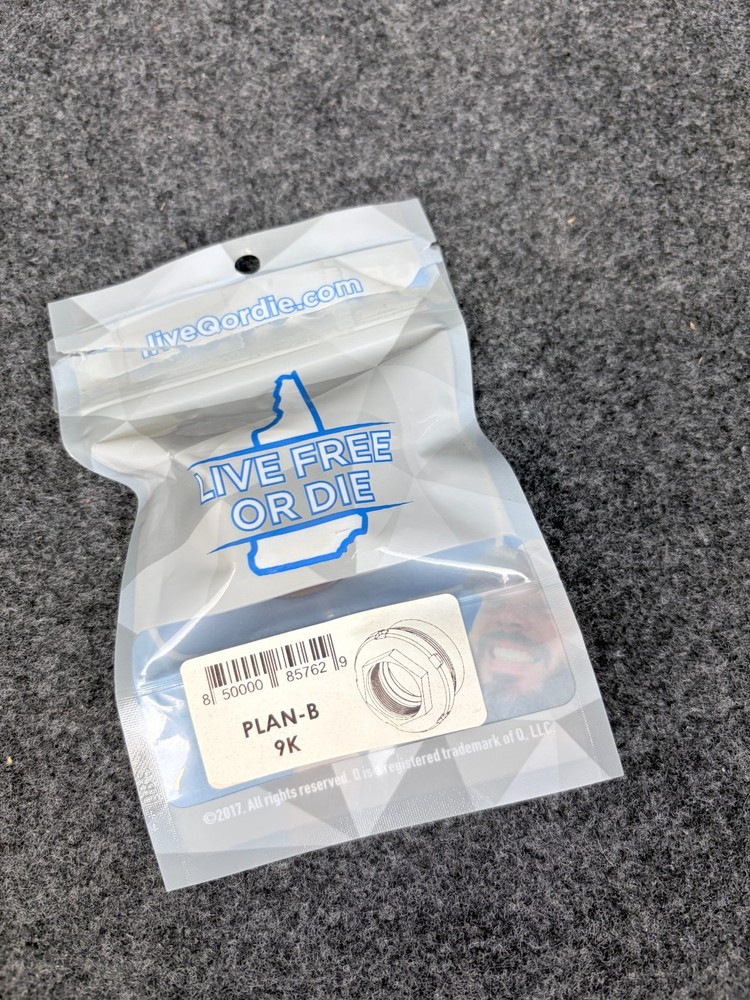 liveQordie.com
LIVE FREE
OR DIE
8 50000 85762 9
PLAN-B
9K
©2017. All rights reserved. Q is a registered trademark of Q, LLC